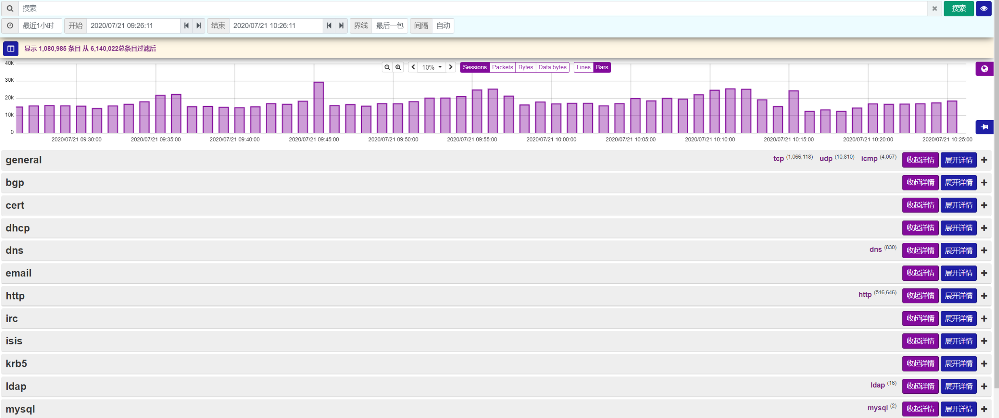 搜索 搜索
最近1小时 开始 2020/07/21 09:26:11 结束 2020/07/21 10:26:11 界线 最后一包 间隔 自动
显示 1,080,985 条目 从 6,140,022总条目过滤后
10% Sessions Packets Bytes Data bytes Lines Bars
40k
30k
20k
10k
0
2020/07/21 09:30:00 2020/07/21 09:35:00 2020/07/21 09:40:00 2020/07/21 09:45:00 2020/07/21 09:50:00 2020/07/21 09:55:00 2020/07/21 10:00:00 2020/07/21 10:05:00 2020/07/21 10:10:00 2020/07/21 10:15:00 2020/07/21 10:20:00 2020/07/21 10:25:00
general tcp (1,066,118) udp (10,810) icmp (4,057) 收起详情 展开详情
bgp 收起详情 展开详情
cert 收起详情 展开详情
dhcp 收起详情 展开详情
dns dns (830) 收起详情 展开详情
email 收起详情 展开详情
http http (516,646) 收起详情 展开详情
irc 收起详情 展开详情
isis 收起详情 展开详情
krb5 收起详情 展开详情
ldap ldap (16) 收起详情 展开详情
mysql mysql (2) 收起详情 展开详情